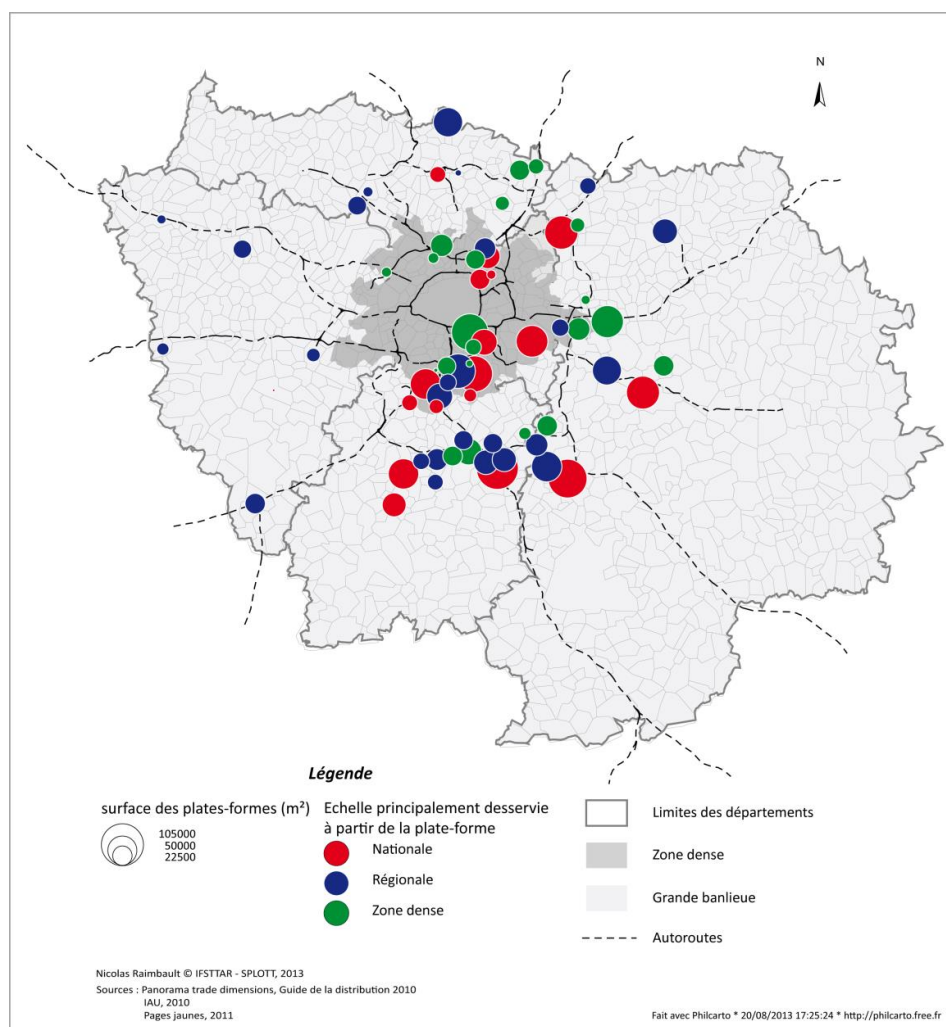 N
Légende
surface des plates-formes (m²)
105000
50000
22500
Echelle principalement desservie
à partir de la plate-forme
Nationale
Régionale
Zone dense
Limites des départements
Zone dense
Grande banlieue
Autoroutes
Nicolas Raimbault © IFSTTAR - SPLOTT, 2013
Sources : Panorama trade dimensions, Guide de la distribution 2010
IAU, 2010
Pages jaunes, 2011
Fait avec Philcarto * 20/08/2013 17:25:24 * http://philcarto.free.fr